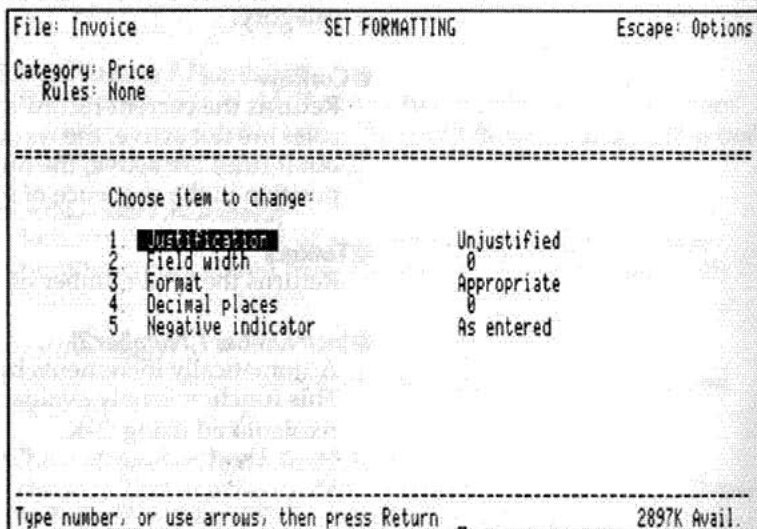 File: Invoice SET FORMATTING Escape: Options
Category: Price
Rules: None
Choose item to change:
1 Justification Unjustified
2 Field width 0
3 Format Appropriate
4 Decimal places 0
5 Negative indicator As entered
Type number, or use arrows, then press Return 2897K Avail